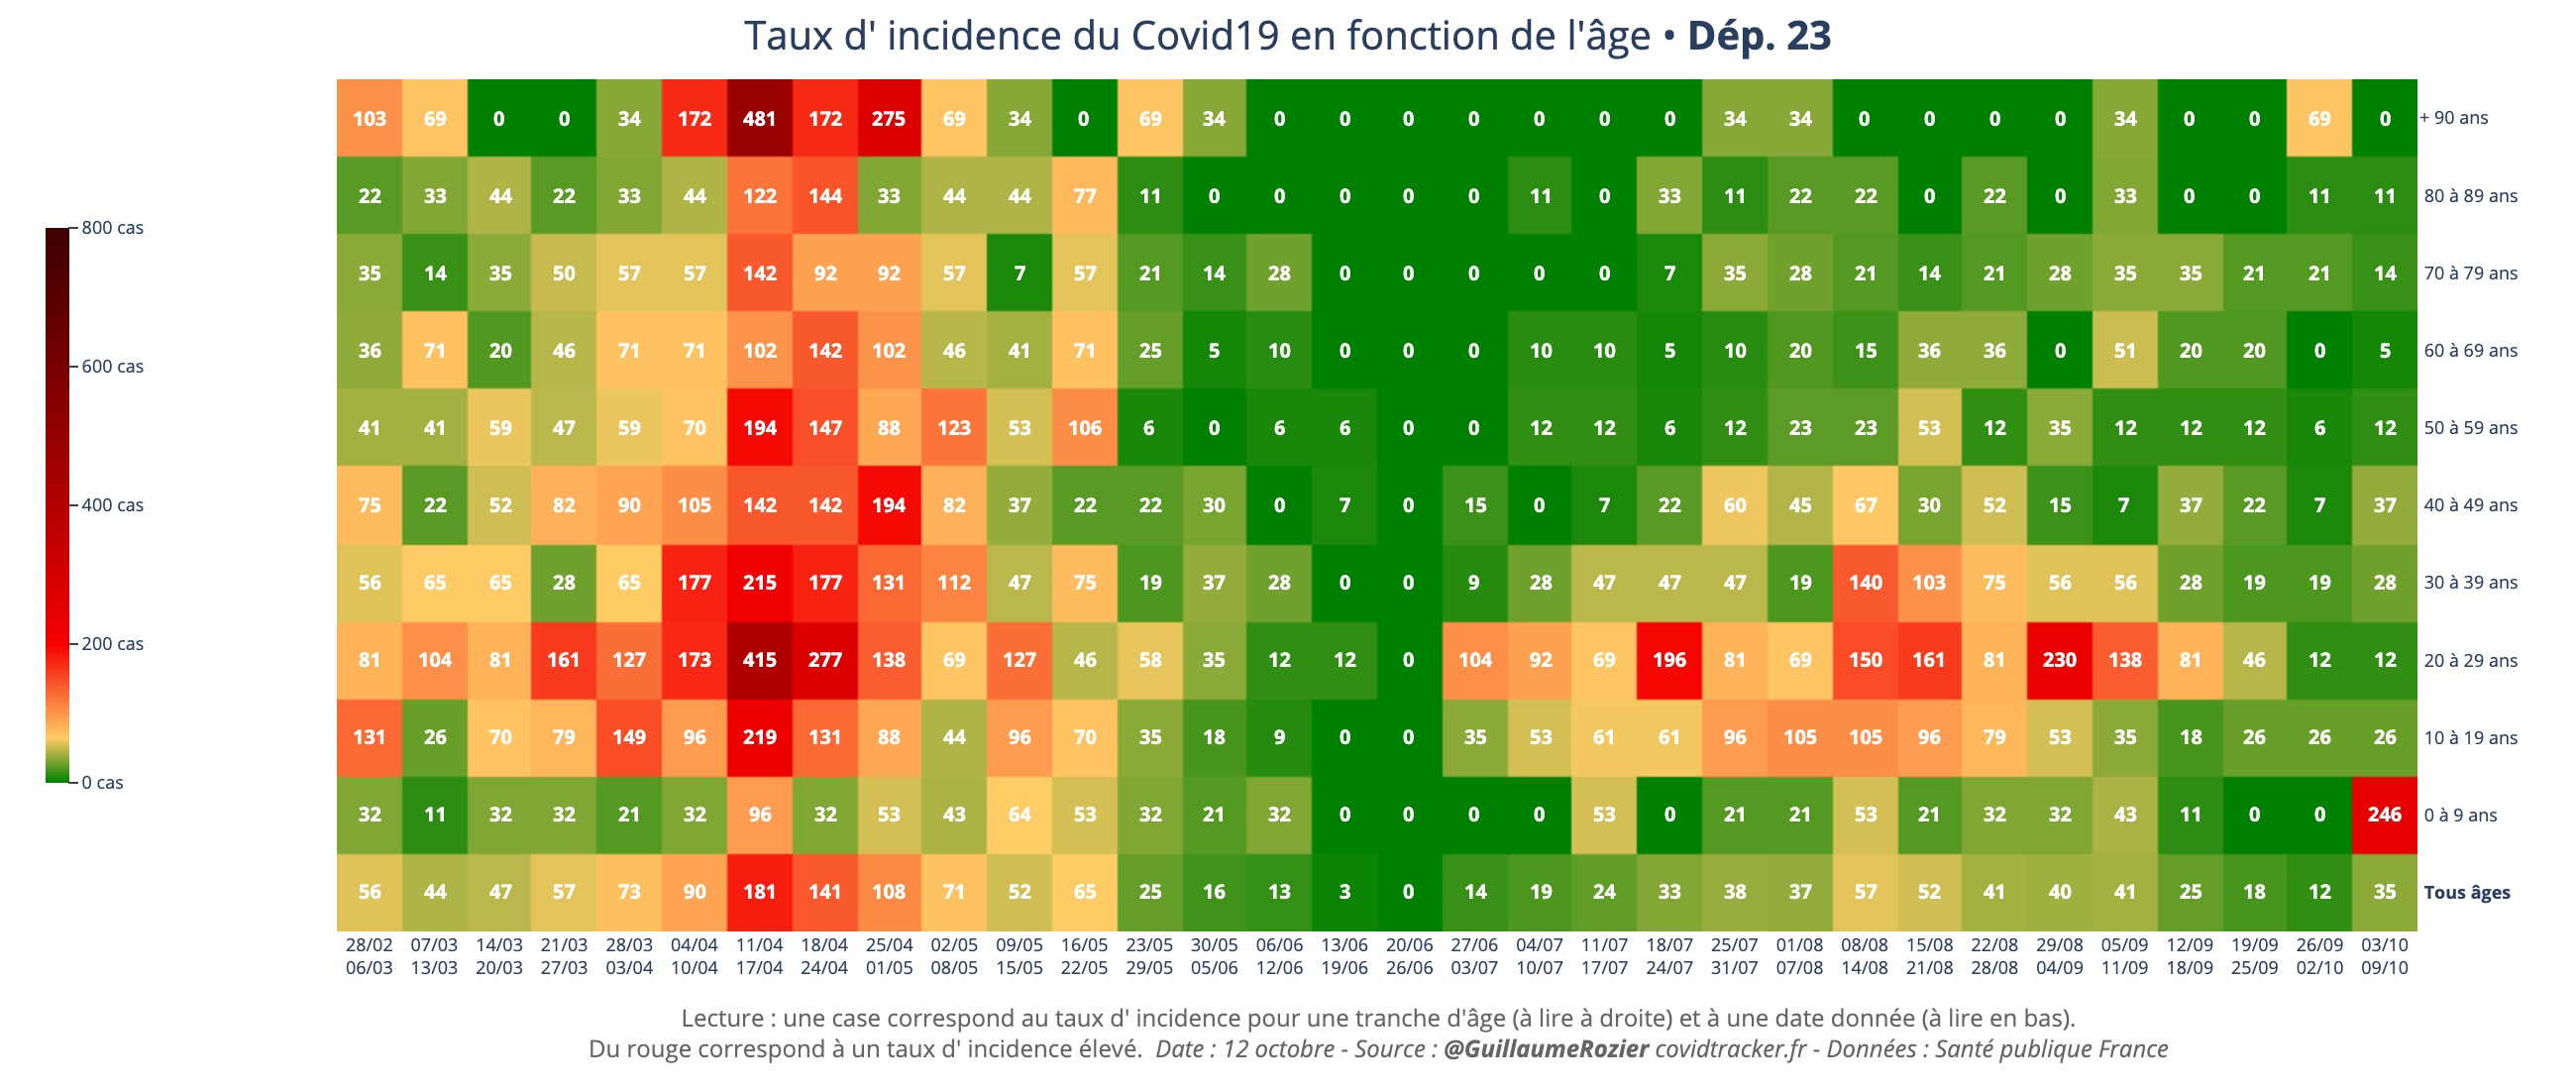 Taux d' incidence du Covid19 en fonction de l'âge • Dép. 23
103 69 0 0 34 172 481 172 275 69 34 0 69 34 0 0 0 0 0 0 0 34 34 0 0 0 0 34 0 0 69 0 + 90 ans
22 33 44 22 33 44 122 144 33 44 44 77 11 0 0 0 0 0 11 0 33 11 22 22 0 22 0 33 0 0 11 11 80 à 89 ans
800 cas
35 14 35 50 57 57 142 92 92 57 7 57 21 14 28 0 0 0 0 0 7 35 28 21 14 21 28 35 35 21 21 14 70 à 79 ans
36 71 20 46 71 71 102 142 102 46 41 71 25 5 10 0 0 0 10 10 5 10 20 15 36 36 0 51 20 20 0 5 60 à 69 ans
600 cas
41 41 59 47 59 70 194 147 88 123 53 106 6 0 6 6 0 0 12 12 6 12 23 23 53 12 35 12 12 12 6 12 50 à 59 ans
400 cas
75 22 52 82 90 105 142 142 194 82 37 22 22 30 0 7 0 15 0 7 22 60 45 67 30 52 15 7 37 22 7 37 40 à 49 ans
56 65 65 28 65 177 215 177 131 112 47 75 19 37 28 0 0 9 28 47 47 47 19 140 103 75 56 56 28 19 19 28 30 à 39 ans
200 cas
81 104 81 161 127 173 415 277 138 69 127 46 58 35 12 12 0 104 92 69 196 81 69 150 161 81 230 138 81 46 12 12 20 à 29 ans
131 26 70 79 149 96 219 131 88 44 96 70 35 18 9 0 0 35 53 61 61 96 105 105 96 79 53 35 18 26 26 26 10 à 19 ans
0 cas
32 11 32 32 21 32 96 32 53 43 64 53 32 21 32 0 0 0 0 53 0 21 21 53 21 32 32 43 11 0 0 246 0 à 9 ans
56 44 47 57 73 90 181 141 108 71 52 65 25 16 13 3 0 14 19 24 33 38 37 57 52 41 40 41 25 18 12 35 Tous âges
28/02 07/03 14/03 21/03 28/03 04/04 11/04 18/04 25/04 02/05 09/05 16/05 23/05 30/05 06/06 13/06 20/06 27/06 04/07 11/07 18/07 25/07 01/08 08/08 15/08 22/08 29/08 05/09 12/09 19/09 26/09 03/10
06/03 13/03 20/03 27/03 03/04 10/04 17/04 24/04 01/05 08/05 15/05 22/05 29/05 05/06 12/06 19/06 26/06 03/07 10/07 17/07 24/07 31/07 07/08 14/08 21/08 28/08 04/09 11/09 18/09 25/09 02/10 09/10
Lecture : une case correspond au taux d' incidence pour une tranche d'âge (à lire à droite) et à une date donnée (à lire en bas).
Du rouge correspond à un taux d' incidence élevé. Date : 12 octobre - Source : @GuillaumeRozier covidtracker.fr - Données : Santé publique France